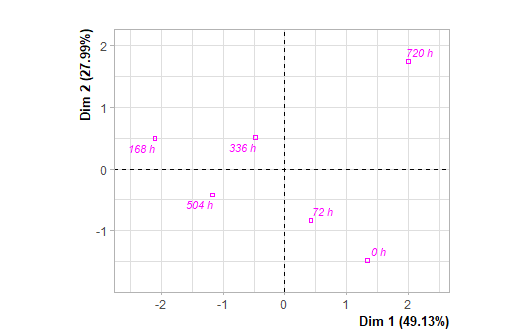 Dim 2 (27.99%)
2
1
0
-1
720 h
168 h
336 h
504 h
72 h
0 h
-2
-1
0
1
2
Dim 1 (49.13%)